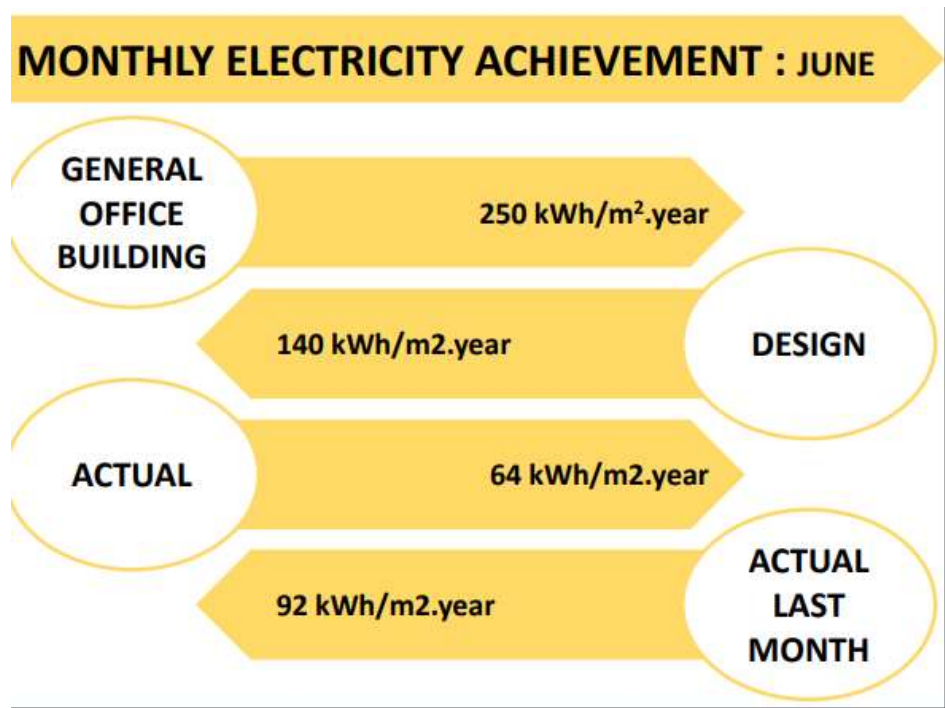 MONTHLY ELECTRICITY ACHIEVEMENT : JUNE
GENERAL
OFFICE
BUILDING
250 kWh/m².year
140 kWh/m2.year
DESIGN
ACTUAL
64 kWh/m2.year
92 kWh/m2.year
ACTUAL
LAST
MONTH